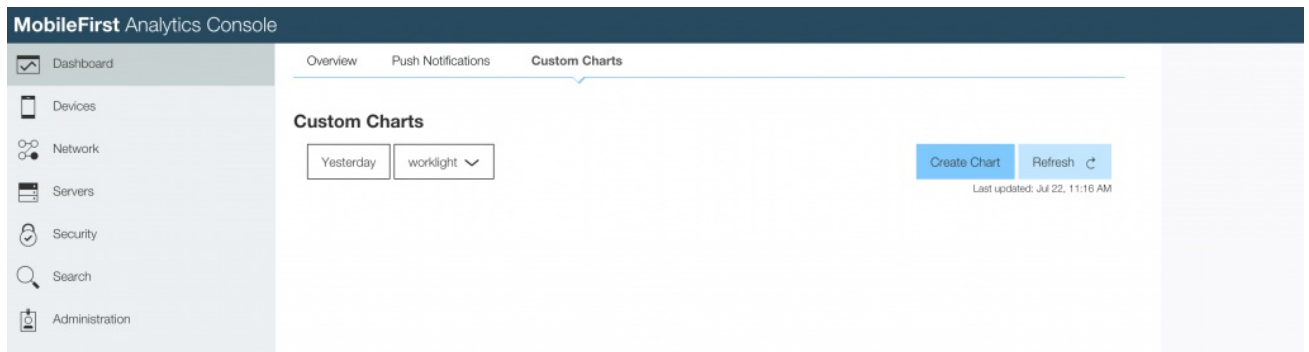 MobileFirst Analytics Console
Dashboard
Devices
Network
Servers
Security
Search
Administration
Overview Push Notifications Custom Charts
Custom Charts
Yesterday worklight Create Chart Refresh
Last updated: Jul 22, 11:16 AM